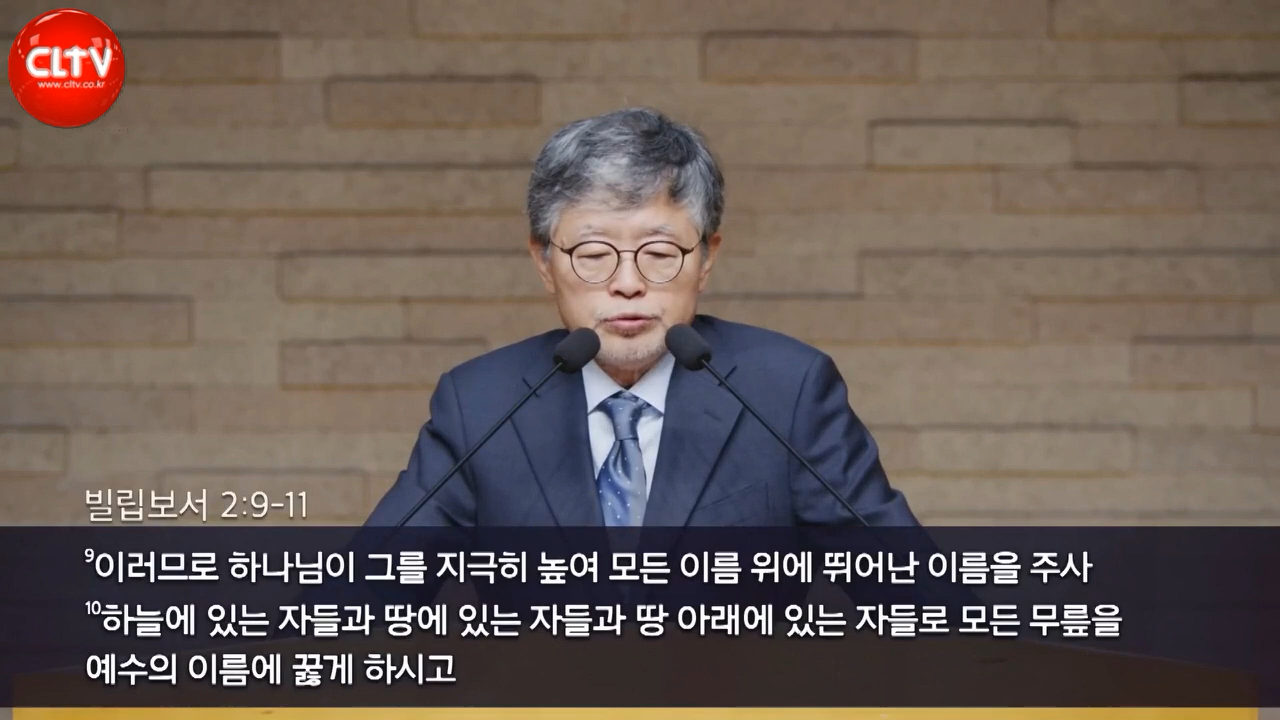 CLTV
www.cltv.co.kr
빌립보서 2:9-11
⁹이러므로 하나님이 그를 지극히 높여 모든 이름 위에 뛰어난 이름을 주사
¹⁰하늘에 있는 자들과 땅에 있는 자들과 땅 아래에 있는 자들로 모든 무릎을
예수의 이름에 꿇게 하시고